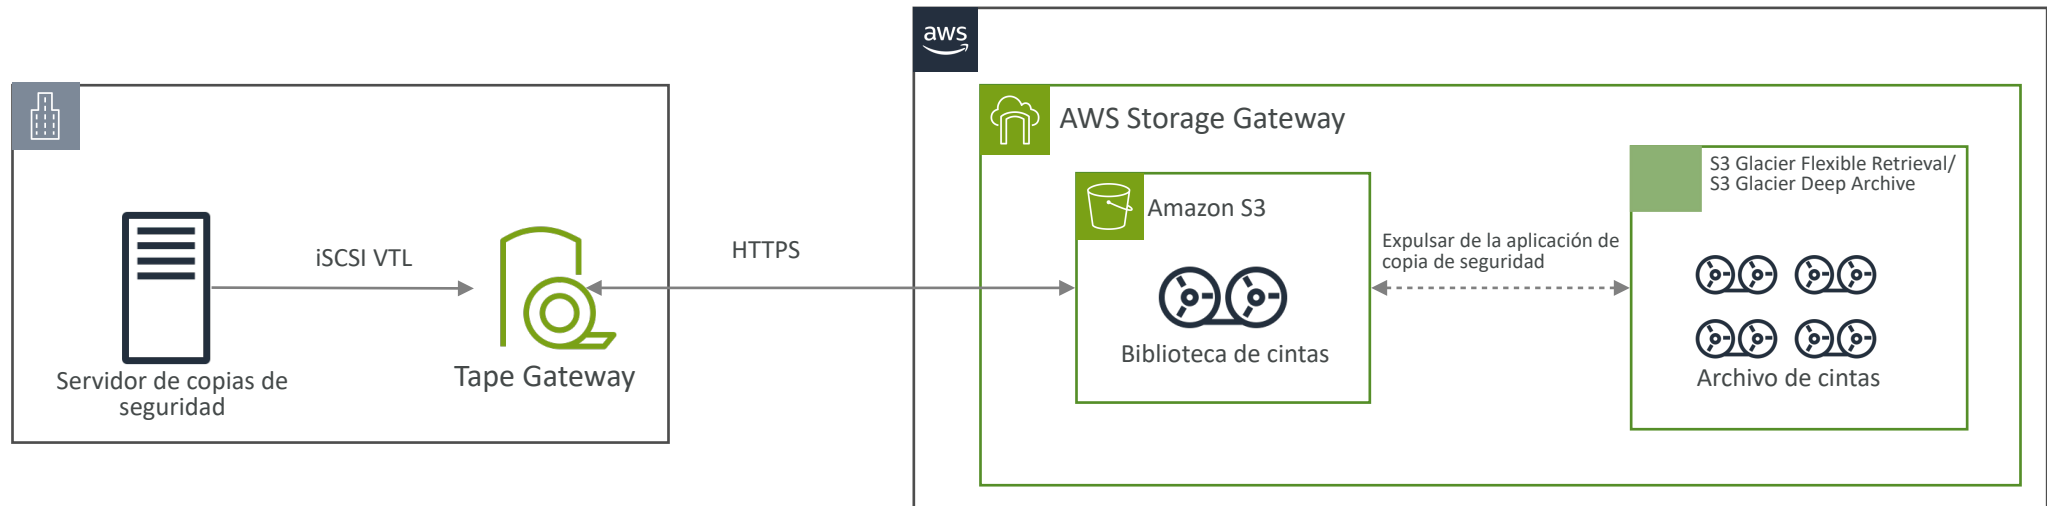 aws
AWS Storage Gateway
S3 Glacier Flexible Retrieval/
S3 Glacier Deep Archive
Amazon S3
iSCSI VTL
HTTPS
Expulsar de la aplicación de
copia de seguridad
Biblioteca de cintas
Servidor de copias de
seguridad
Tape Gateway
Archivo de cintas